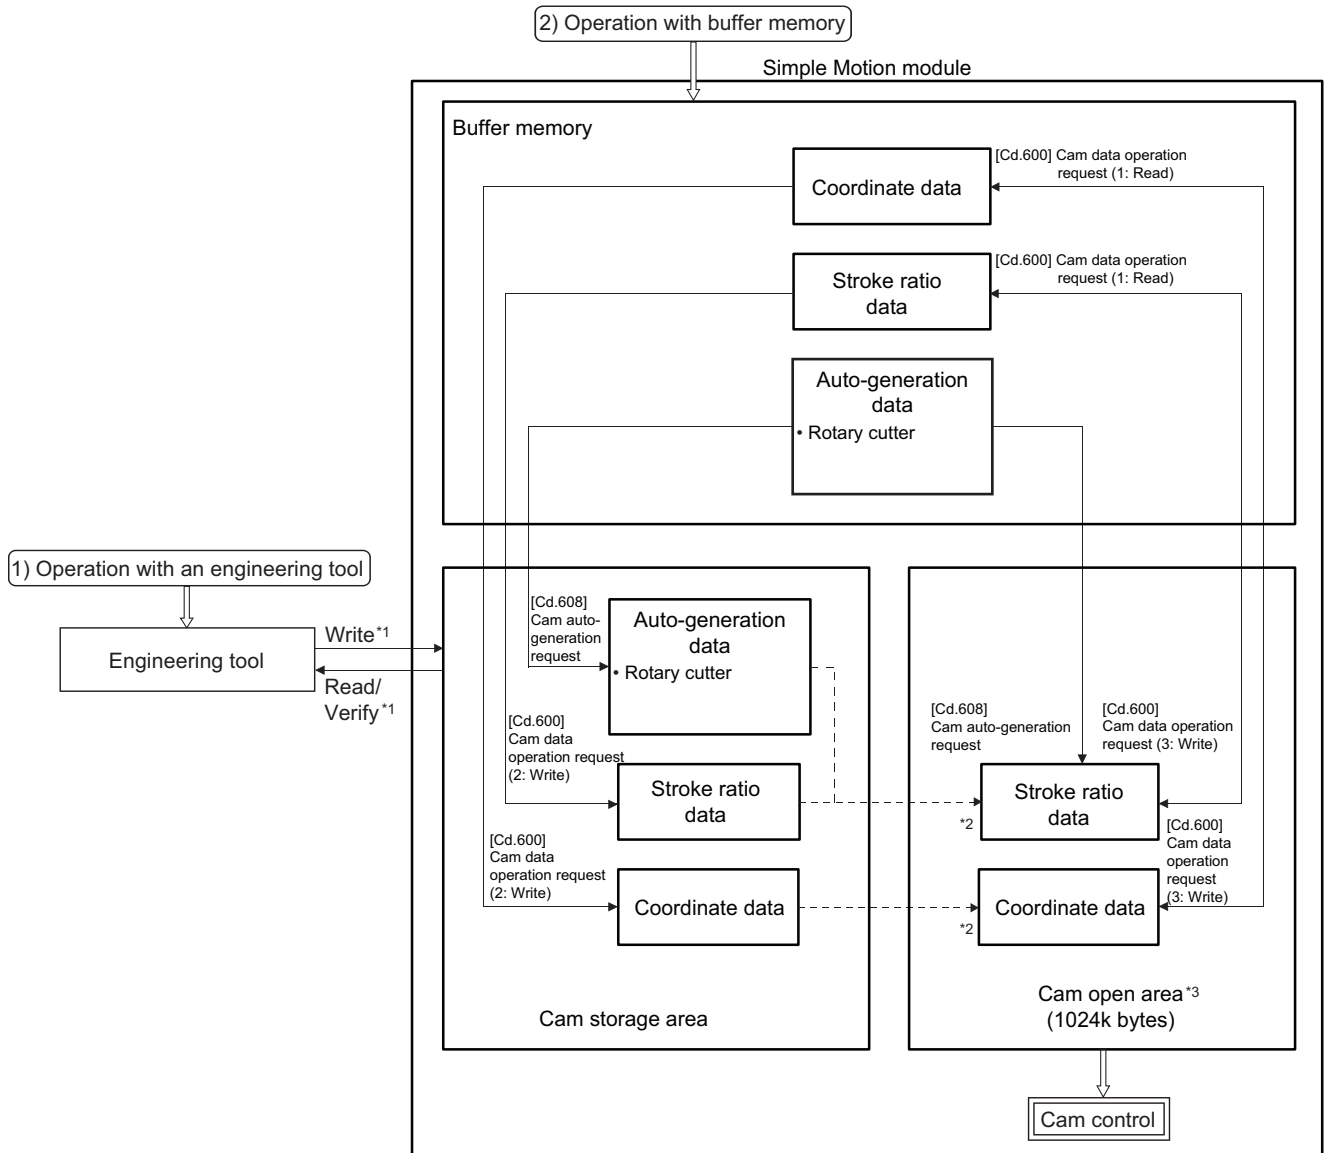 2) Operation with buffer memory
Simple Motion module
Buffer memory
Coordinate data
[Cd.600] Cam data operation
request (1: Read)
Stroke ratio
data
[Cd.600] Cam data operation
request (1: Read)
Auto-generation
data
• Rotary cutter
1) Operation with an engineering tool
Engineering tool
Write*1
Read/
Verify*1
[Cd.608]
Cam auto-
generation
request
Auto-generation
data
• Rotary cutter
[Cd.600]
Cam data
operation request
(2: Write)
Stroke ratio
data
[Cd.600]
Cam data
operation request
(2: Write)
Coordinate data
Cam storage area
[Cd.608]
Cam auto-generation
request
[Cd.600]
Cam data operation
request (3: Write)
Stroke ratio
data
*2
[Cd.600]
Cam data
operation
request
(3: Write)
Coordinate data
*2
Cam open area*3
(1024k bytes)
Cam control